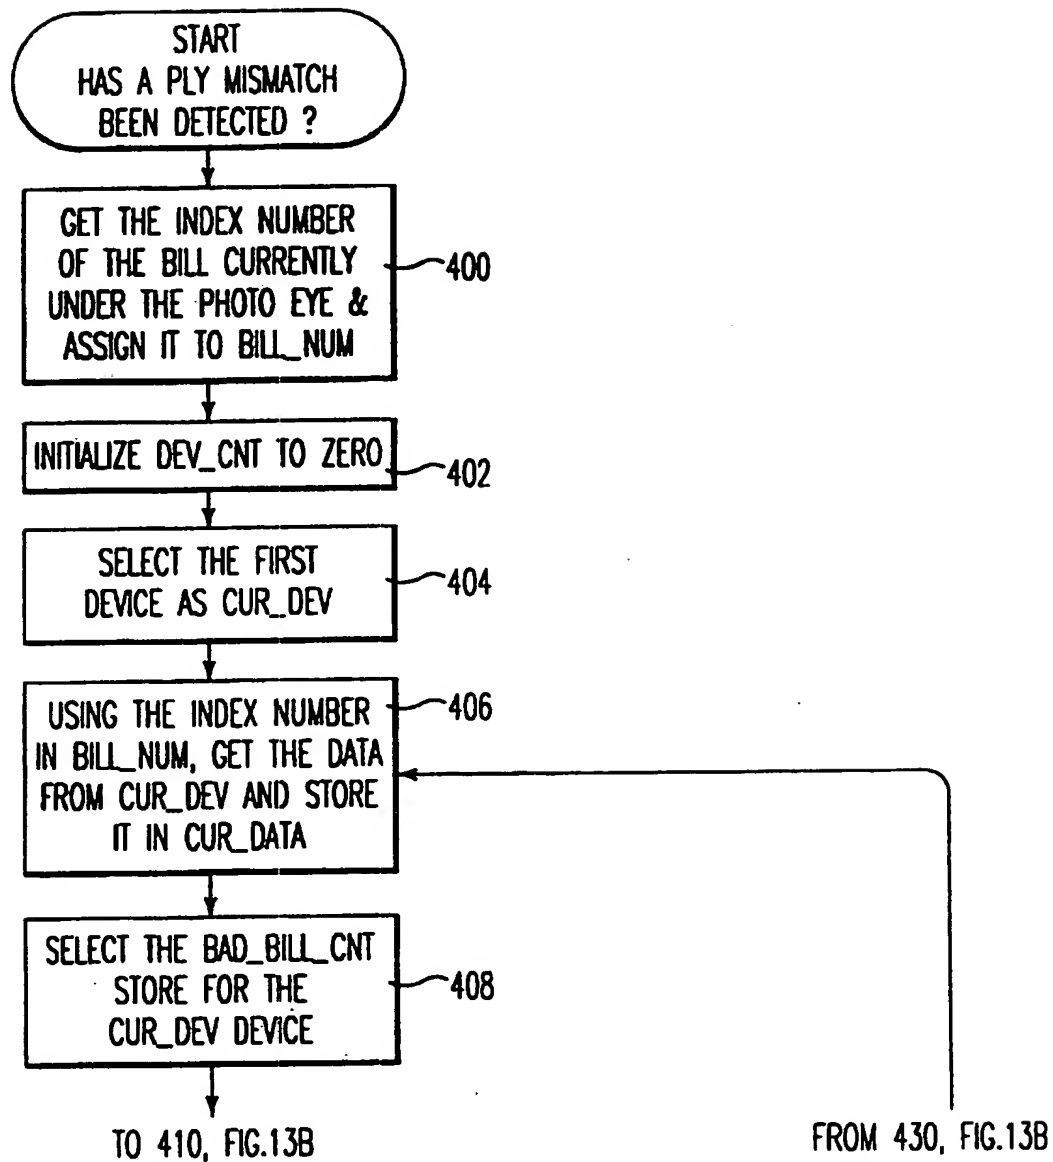 START
HAS A PLY MISMATCH
BEEN DETECTED ?
GET THE INDEX NUMBER
OF THE BILL CURRENTLY
UNDER THE PHOTO EYE &
ASSIGN IT TO BILL_NUM
400
INITIALIZE DEV_CNT TO ZERO
402
SELECT THE FIRST
DEVICE AS CUR_DEV
404
USING THE INDEX NUMBER
IN BILL_NUM, GET THE DATA
FROM CUR_DEV AND STORE
IT IN CUR_DATA
406
SELECT THE BAD_BILL_CNT
STORE FOR THE
CUR_DEV DEVICE
408
TO 410, FIG.13B
FROM 430, FIG.13B